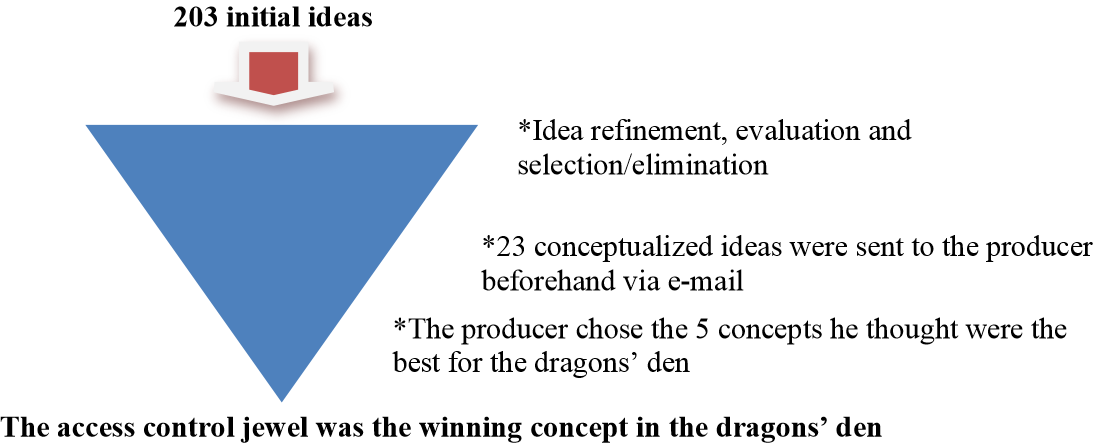 203 initial ideas
*Idea refinement, evaluation and
selection/elimination
*23 conceptualized ideas were sent to the producer
beforehand via e-mail
*The producer chose the 5 concepts he thought were the
best for the dragons’ den
The access control jewel was the winning concept in the dragons’ den